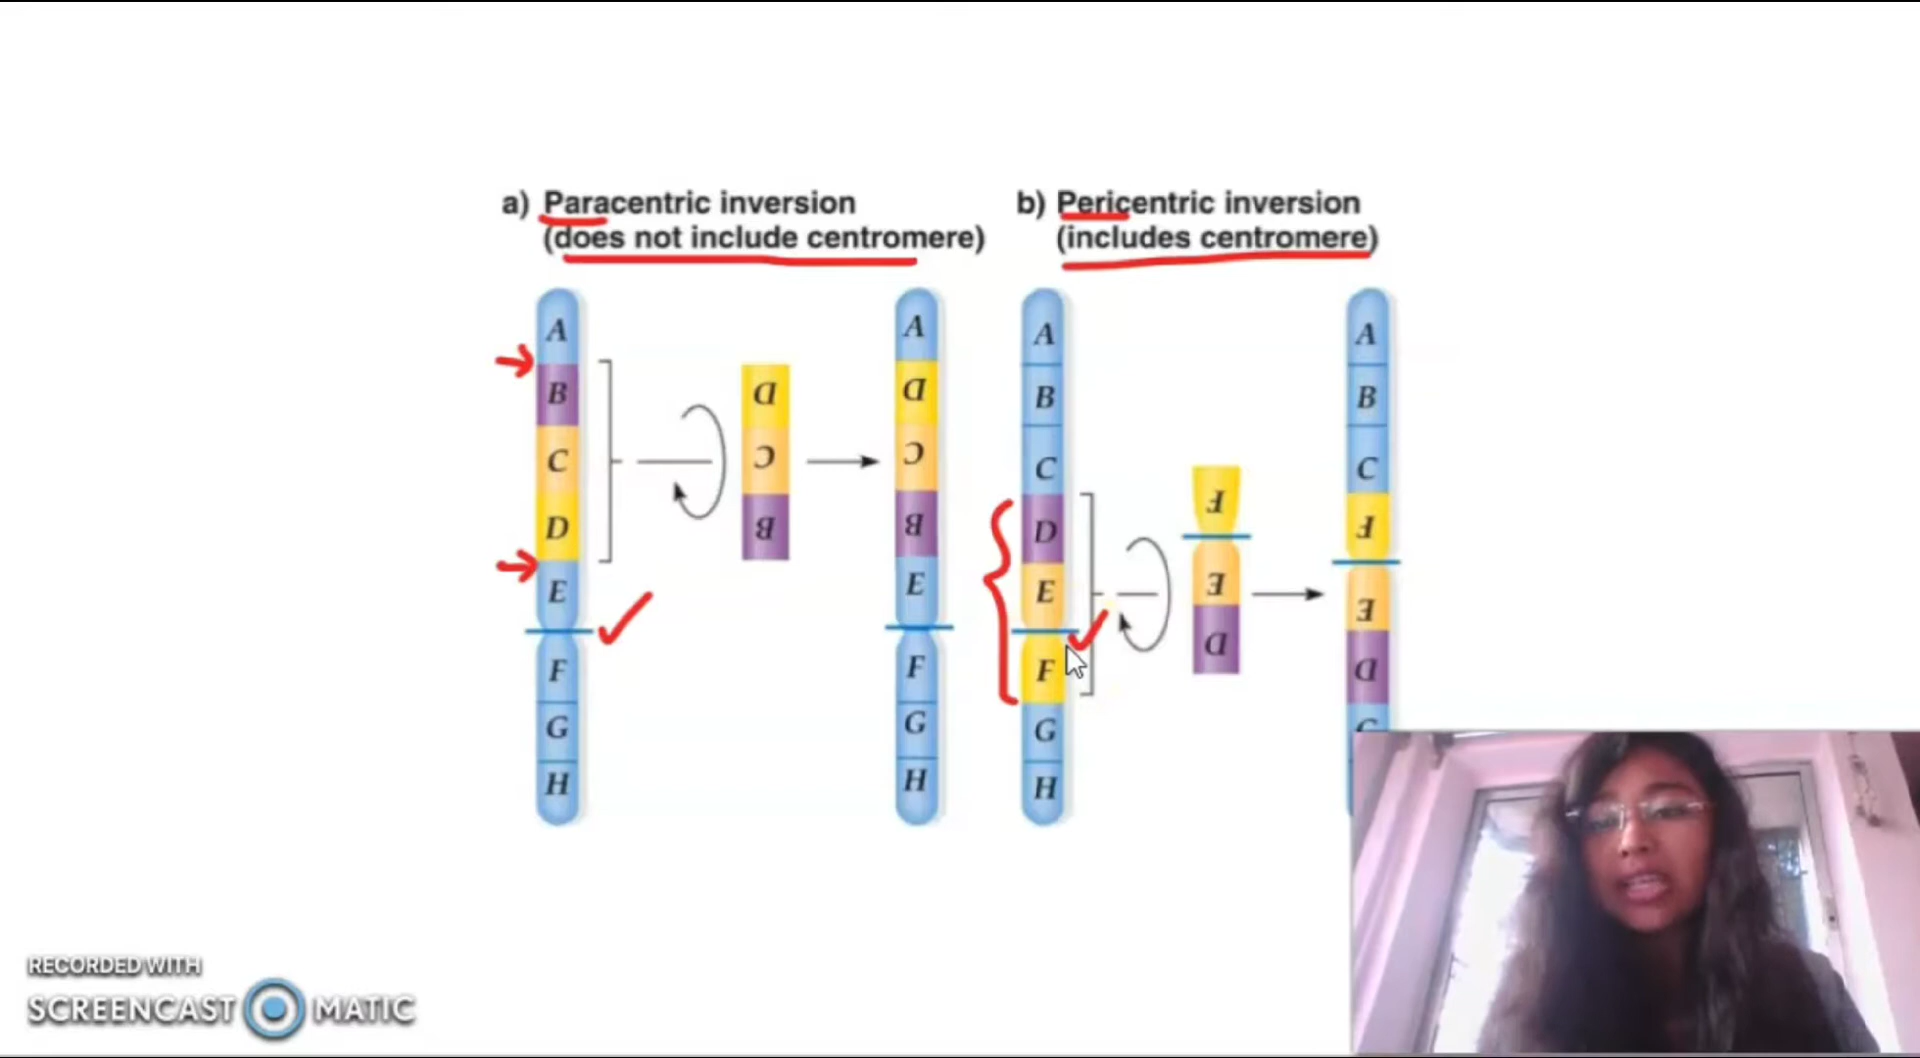 a) Paracentric inversion
(does not include centromere)
b) Pericentric inversion
(includes centromere)
A
B
C
D
E
F
G
H
D
C
B
A
D
C
B
E
F
G
H
A
B
C
D
E
F
G
H
F
E
D
A
B
C
F
E
D
RECORDED WITH
SCREENCAST MATIC